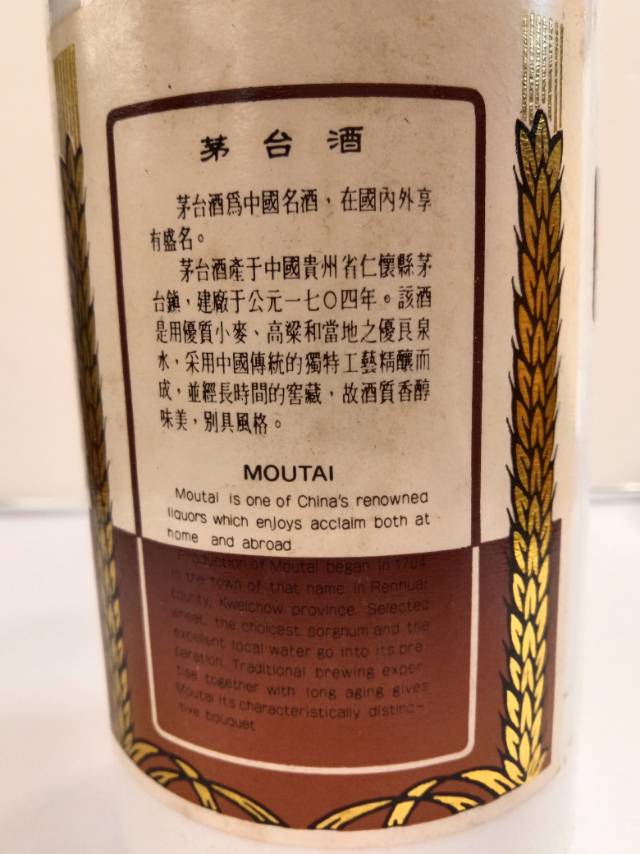 茅台酒
茅台酒爲中國名酒，在國內外享
有盛名。
茅台酒產于中國貴州省仁懷縣茅
台鎮，建廠于公元一七〇四年。該酒
是用優質小麥、高粱和當地之優良泉
水，采用中國傳統的獨特工藝精釀而
成，並經長時間的窖藏，故酒質香醇
味美，別具風格。
MOUTAI
Moutai is one of China's renowned
liquors which enjoys acclaim both at
home and abroad
Production of Moutai began in 1704
in the town of that name in Renhuai
county, Kweichow province. Selected
wheat, the choicest sorghum and the
excellent local water go into its pre-
paration. Traditional brewing exper-
tise together with long aging gives
Moutai its characteristically distinc-
tive bouquet